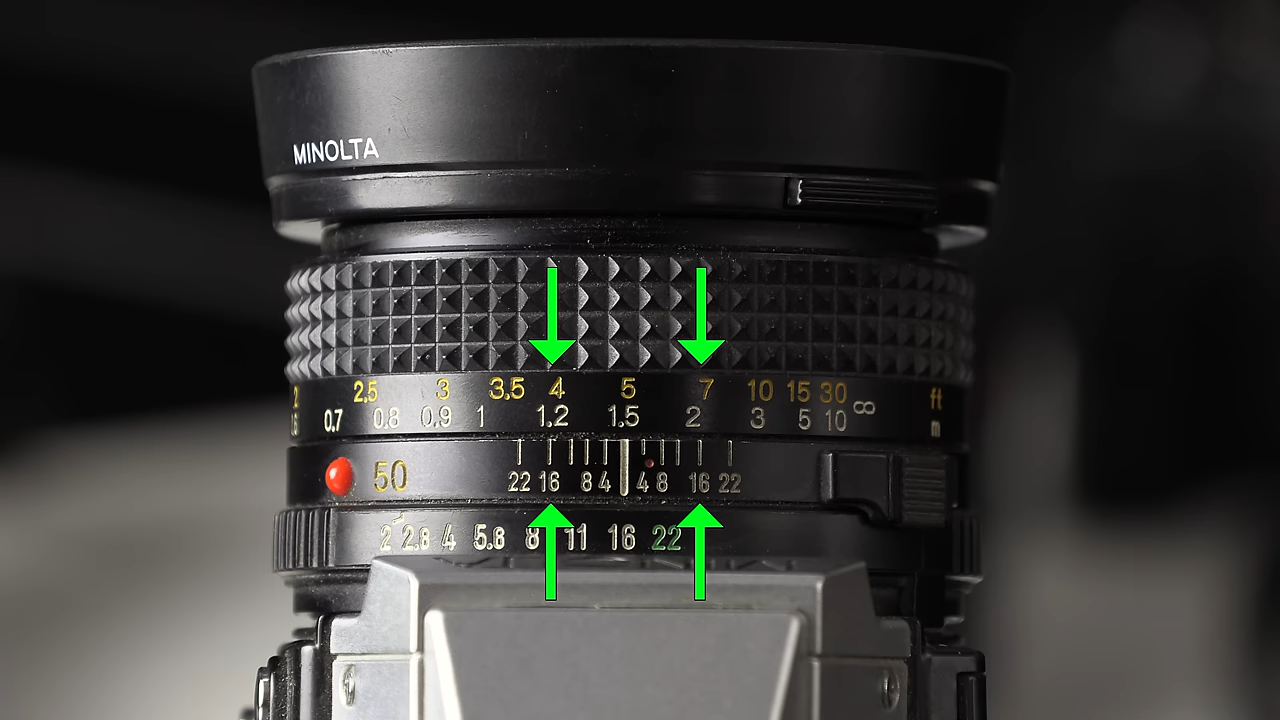 MINOLTA
2 2,5 3 3.5 4 5 7 10 15 30 ft
0.7 0.8 0,9 1 1.2 1.5 2 3 5 10 ∞ m
50 22 16 8 4 4 8 16 22
2 2.8 4 5.6 8 11 16 22